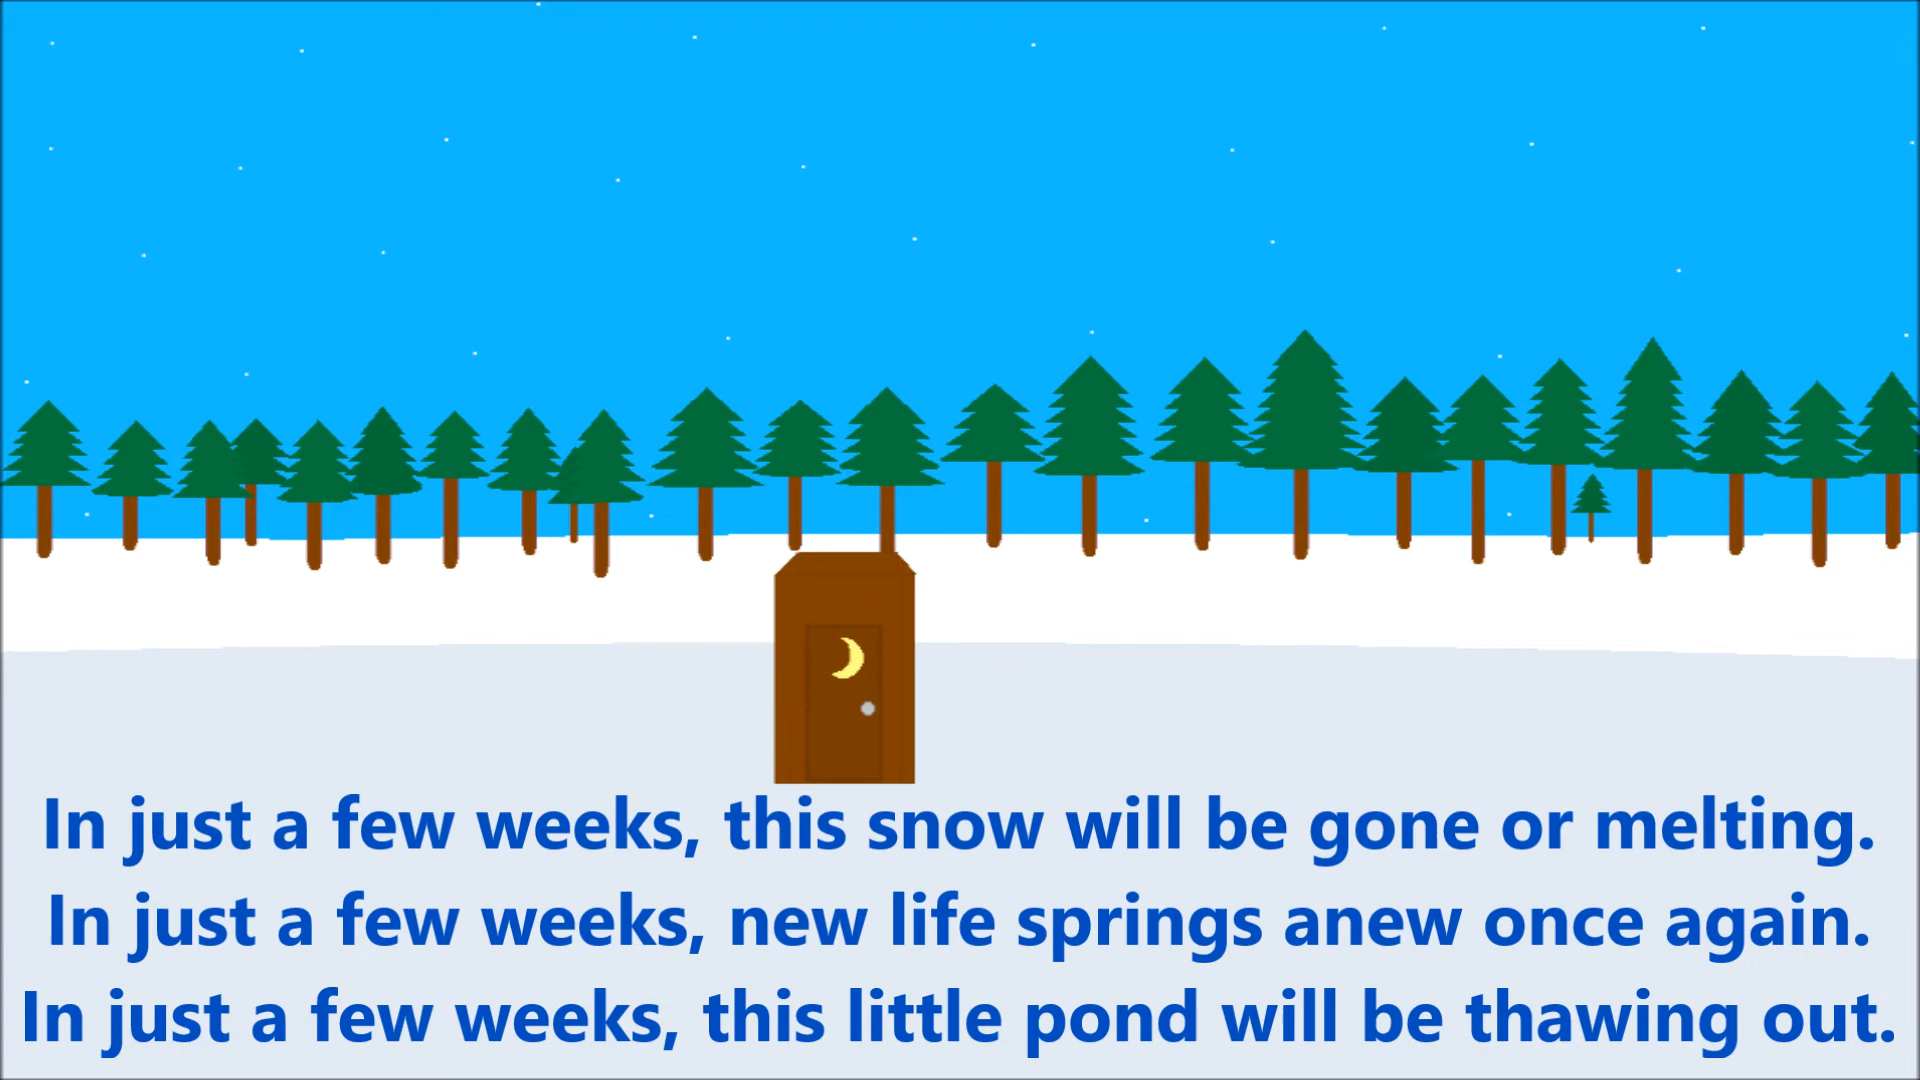 In just a few weeks, this snow will be gone or melting.
In just a few weeks, new life springs anew once again.
In just a few weeks, this little pond will be thawing out.